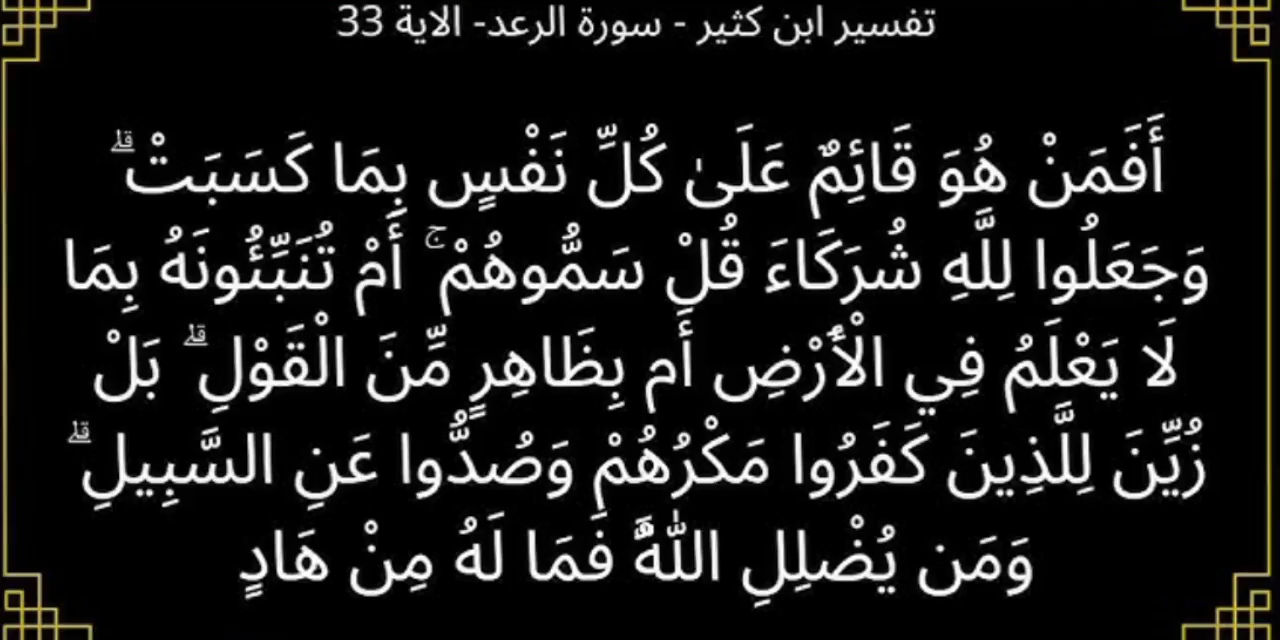 تفسير ابن كثير - سورة الرعد- الاية 33
أَفَمَنْ هُوَ قَائِمٌ عَلَىٰ كُلِّ نَفْسٍ بِمَا كَسَبَتْ ۗ
وَجَعَلُوا لِلَّهِ شُرَكَاءَ قُلْ سَمُّوهُمْ ۚ أَمْ تُنَبِّئُونَهُ بِمَا
لَا يَعْلَمُ فِي الْأَرْضِ أَم بِظَاهِرٍ مِّنَ الْقَوْلِ ۗ بَلْ
زُيِّنَ لِلَّذِينَ كَفَرُوا مَكْرُهُمْ وَصُدُّوا عَنِ السَّبِيلِ ۗ
وَمَن يُضْلِلِ اللَّهُ فَمَا لَهُ مِنْ هَادٍ